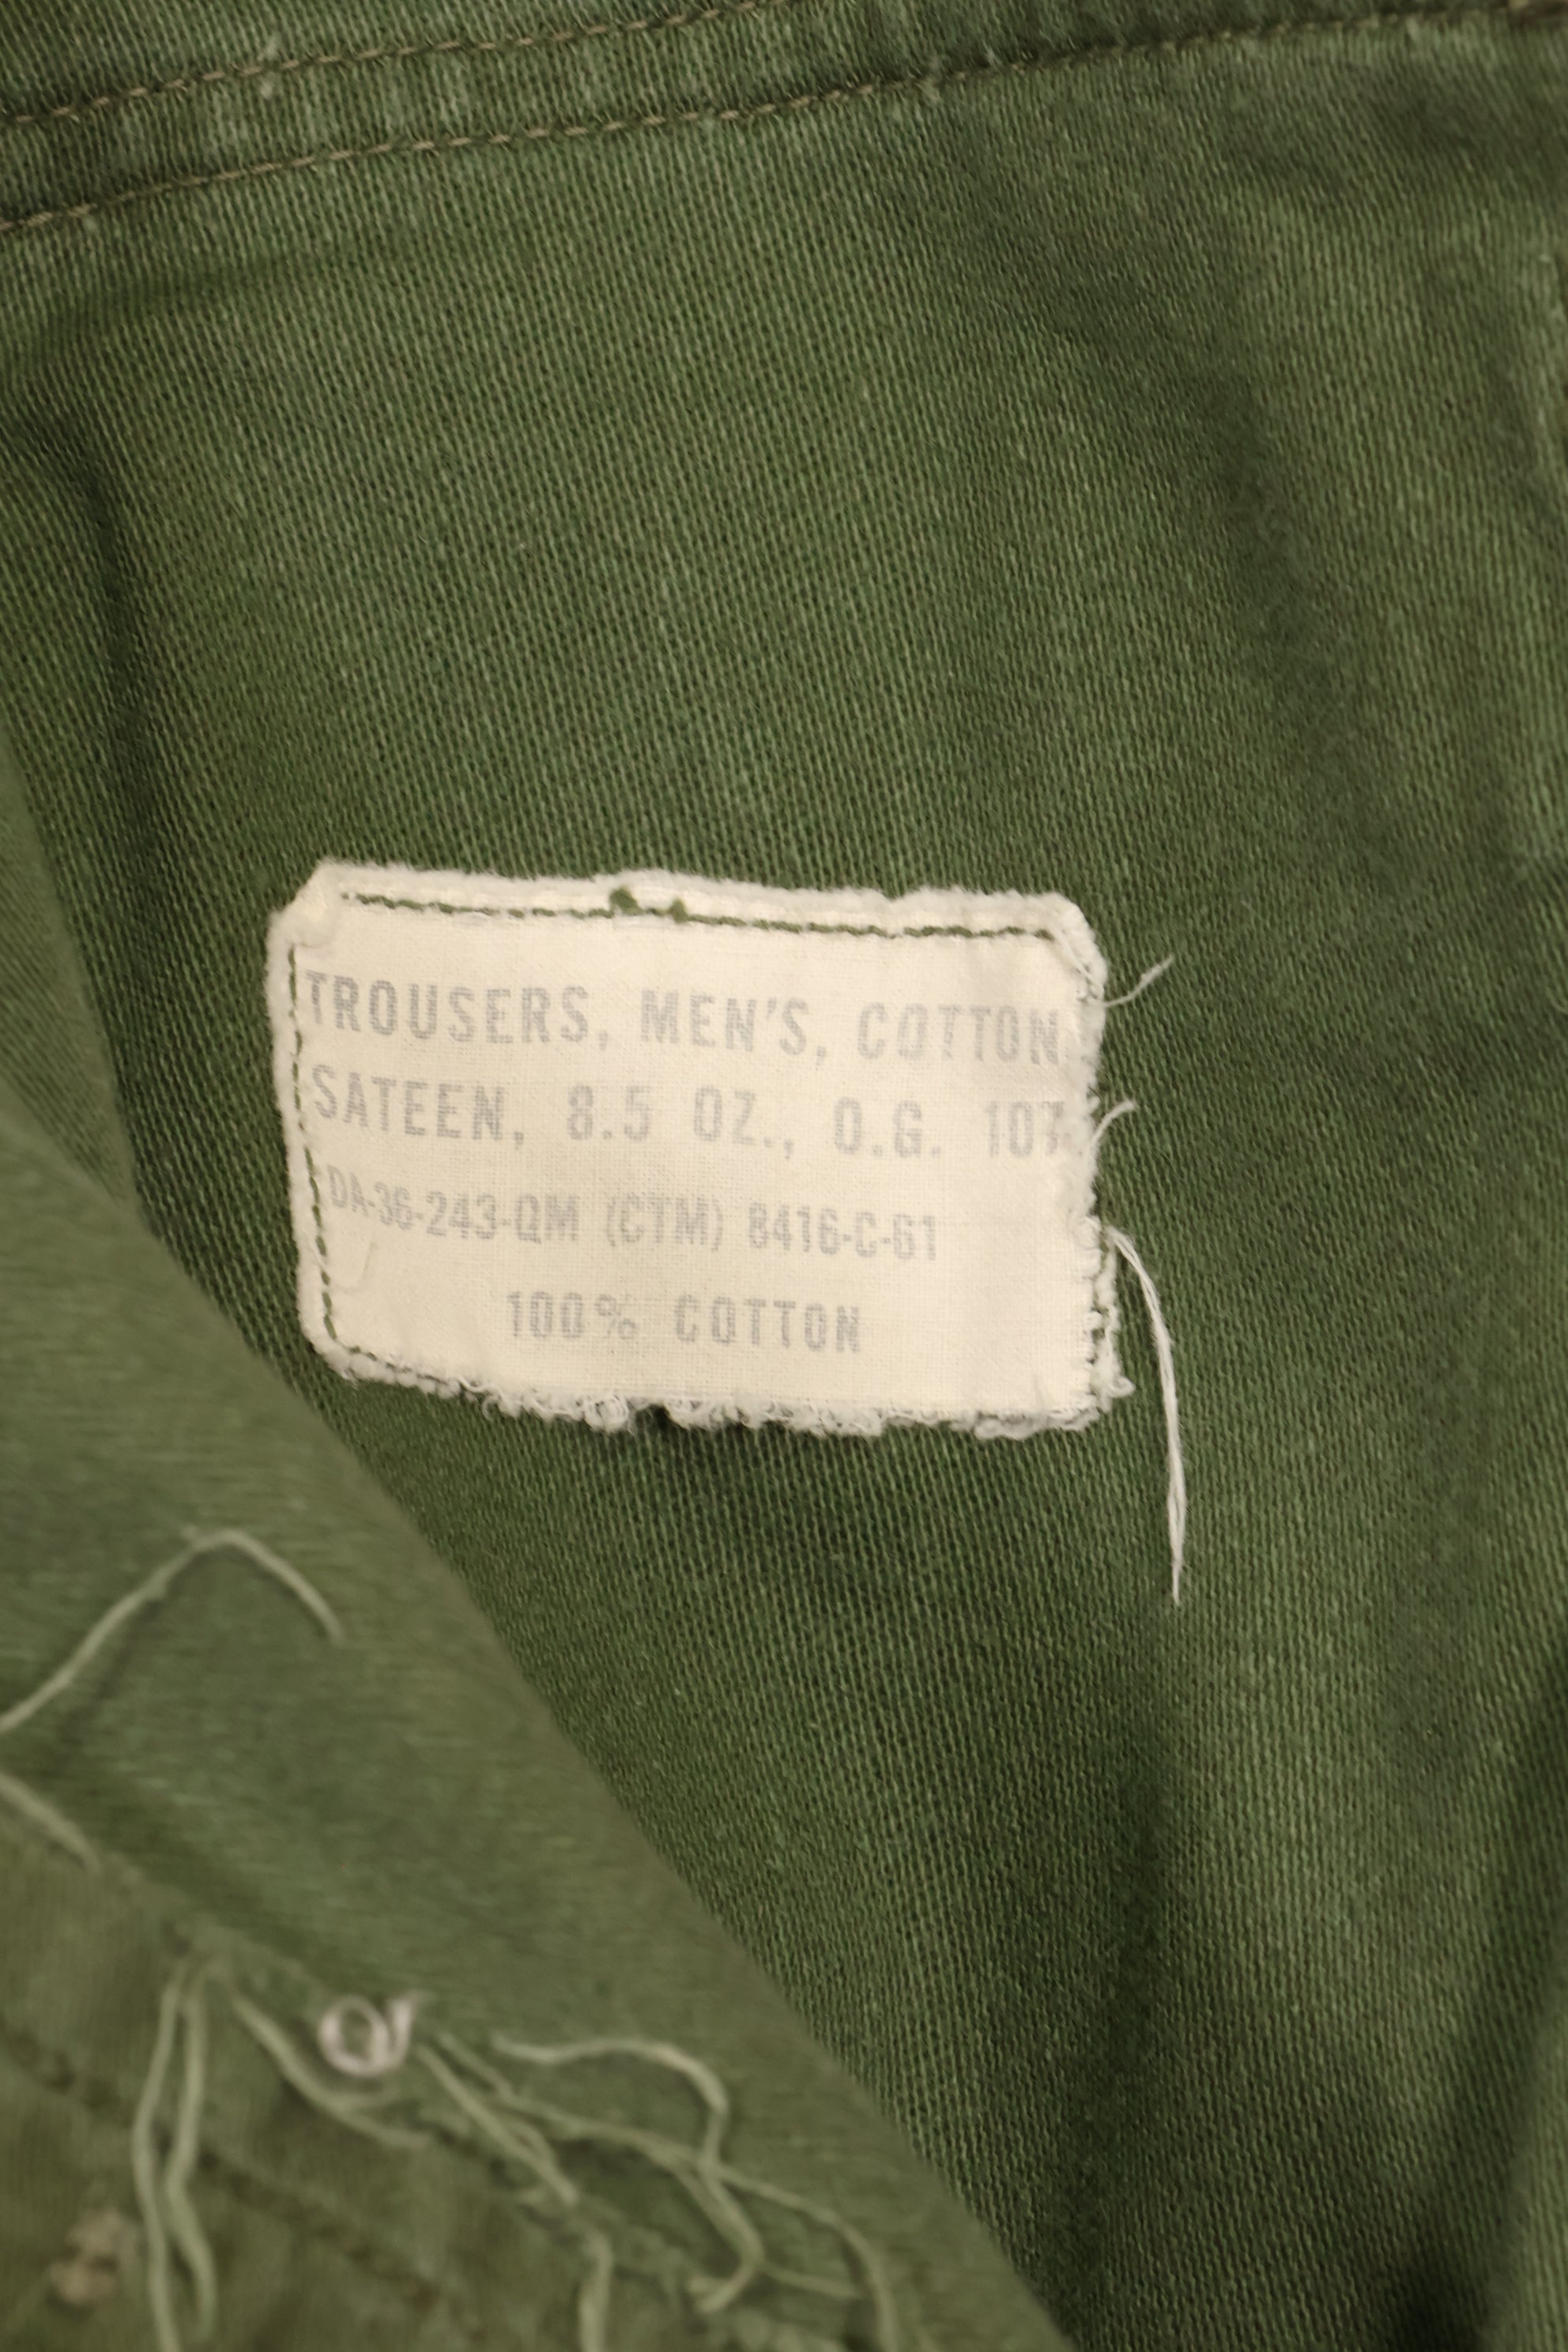 TROUSERS, MEN'S, COTTON
SATEEN, 8.5 OZ., O.G. 107
DA-36-243-QM (CTM) 8416-C-61
100% COTTON